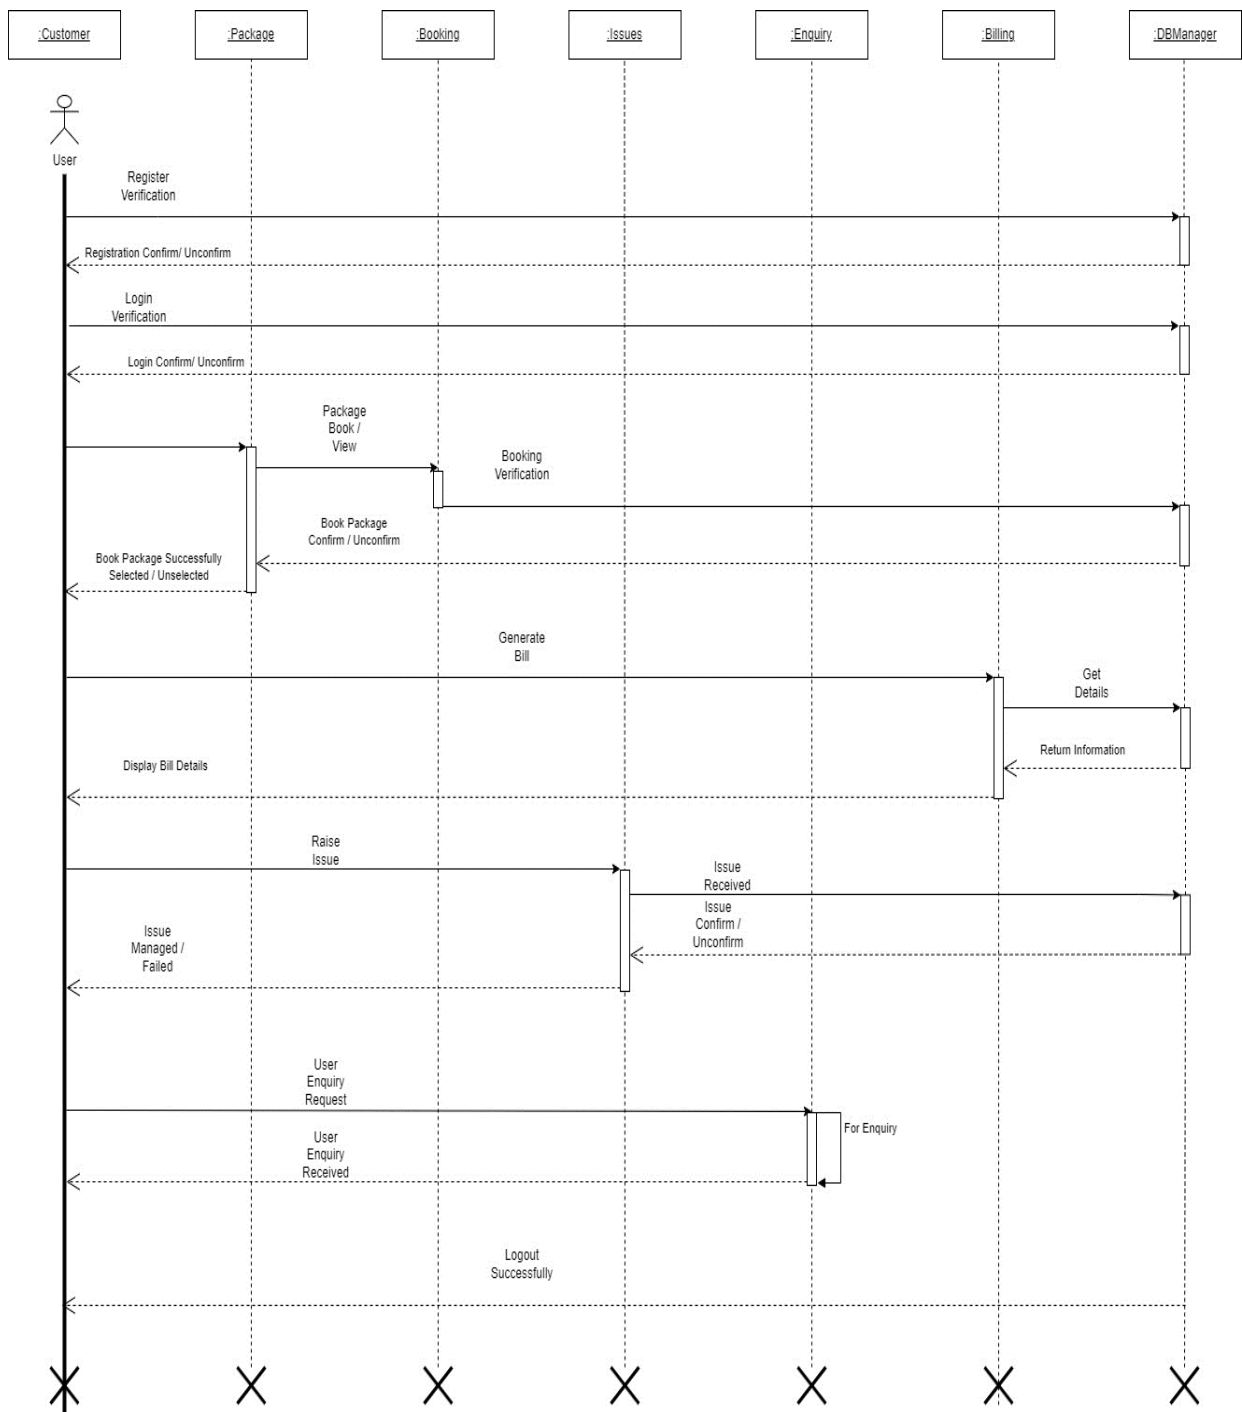 :Customer
:Package
:Booking
:Issues
:Enquiry
:Billing
:DBManager
User
Register
Verification
Registration Confirm/ Unconfirm
Login
Verification
Login Confirm/ Unconfirm
Package
Book /
View
Booking
Verification
Book Package
Confirm / Unconfirm
Book Package Successfully
Selected / Unselected
Generate
Bill
Get
Details
Return Information
Display Bill Details
Raise
Issue
Issue
Received
Issue
Confirm /
Unconfirm
Issue
Managed /
Failed
User
Enquiry
Request
For Enquiry
User
Enquiry
Received
Logout
Successfully